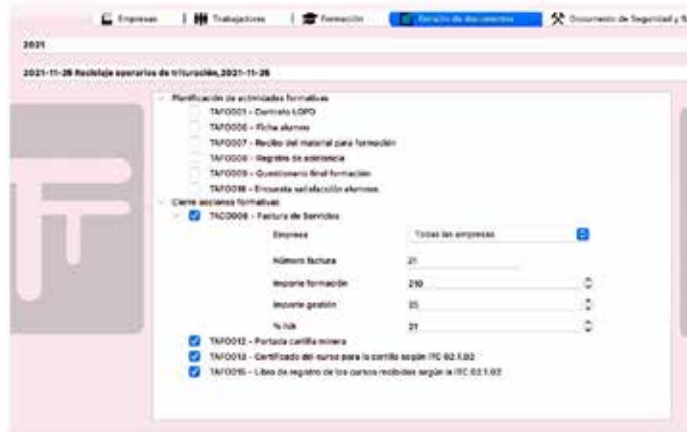 Empresas Trabajadores Formación Estado de documentos Documento de Seguridad y
2021
2021-11-26 Reciclaje operarios de trituración,2021-11-26
Planificación de actividades formativas
TAFO001 - Contrato LOPD
TAFO006 - Ficha alumno
TAFO007 - Recibo del material para formación
TAFO008 - Registro de asistencia
TAFO009 - Questionario final formación
TAFO016 - Encuesta satisfacción alumnos
Cierre acciones formativas
TACO006 - Factura de Servicios
Empresa Todas las empresas
Número factura 21
Importe formación 210
Importe gestión
% IVA 21
TAFO012 - Portada cartilla minera
TAFO013 - Certificado del curso para la cartilla según ITC 02.1.02
TAFO015 - Libro de registro de los cursos recibidos según la ITC 02.1.02